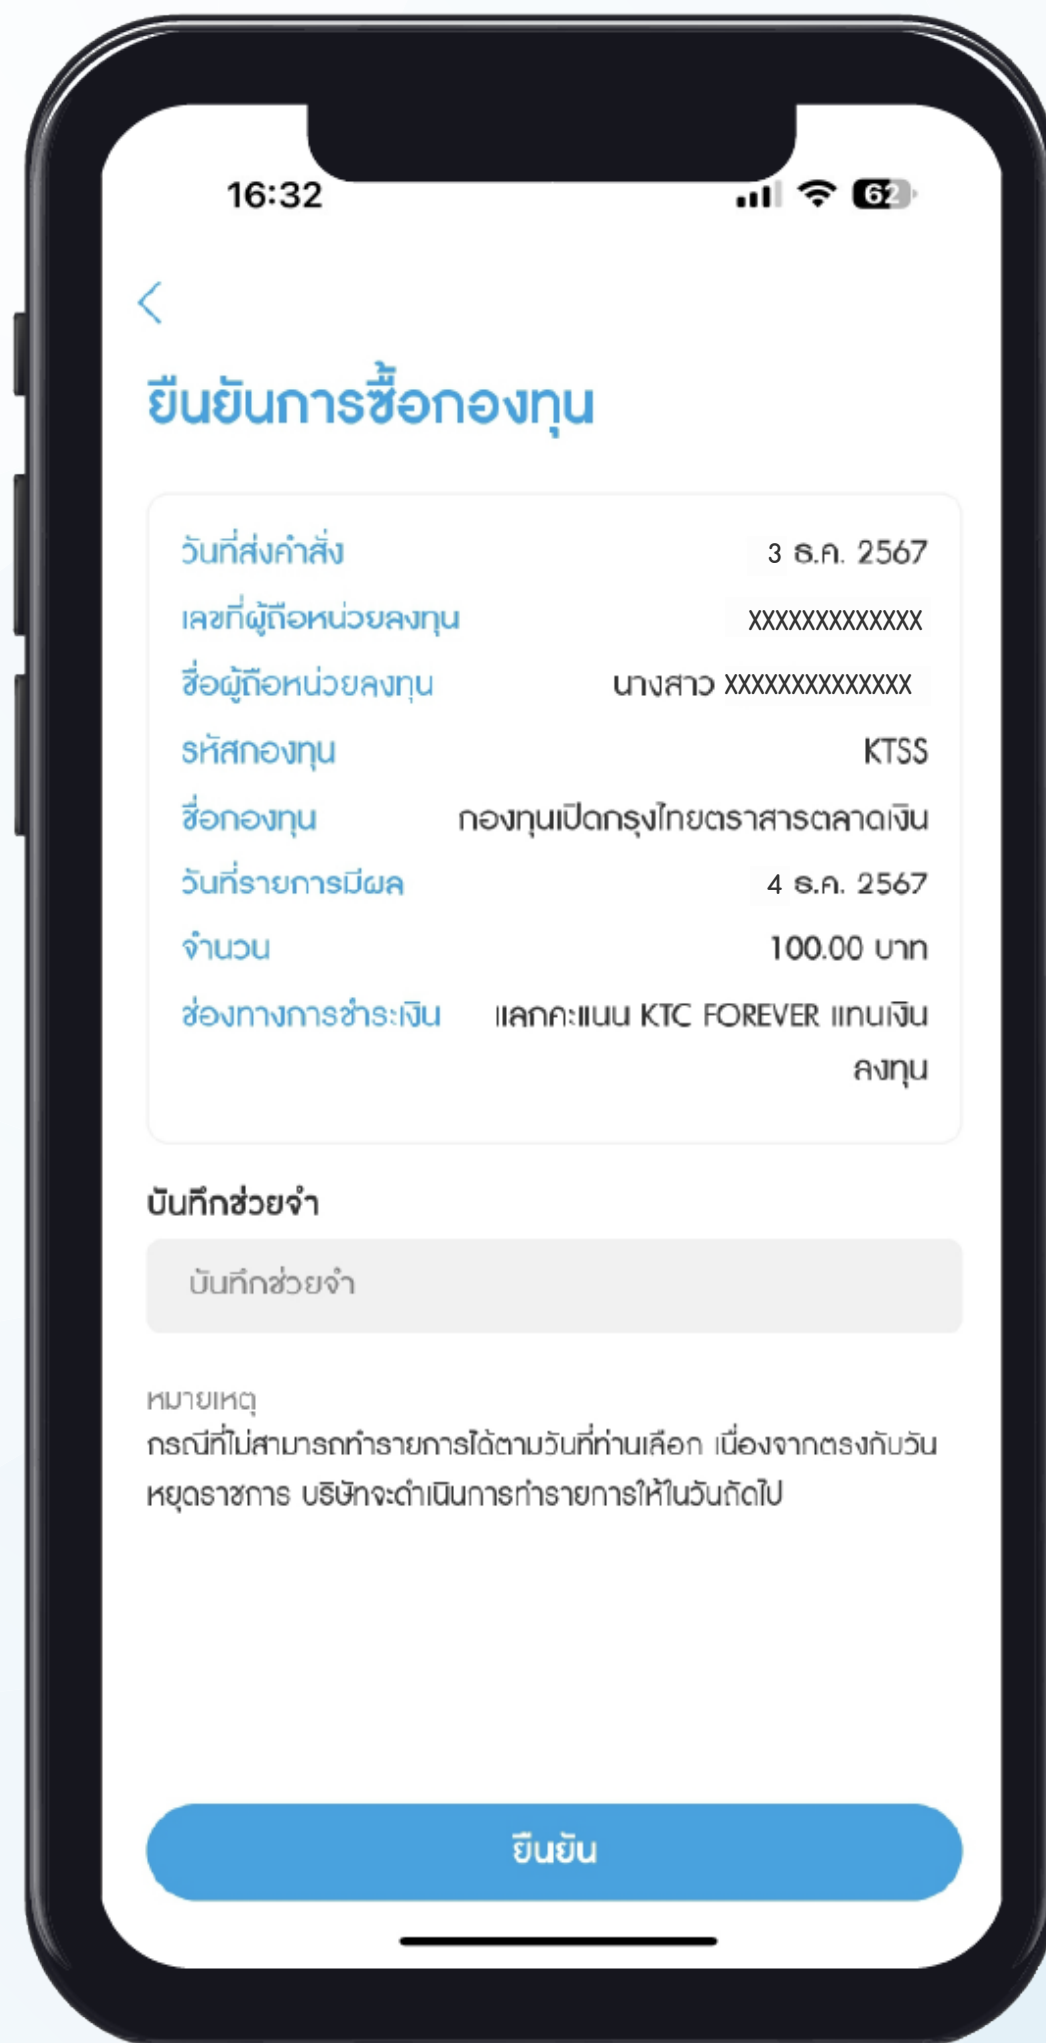 16:32
62
ยืนยันการซื้อกองทุน
วันที่ส่งคำสั่ง 3 ธ.ค. 2567
เลขที่ผู้ถือหน่วยลงทุน XXXXXXXXXXXXX
ชื่อผู้ถือหน่วยลงทุน นางสาว XXXXXXXXXXXXXX
รหัสกองทุน KTSS
ชื่อกองทุน กองทุนเปิดกรุงไทยตราสารตลาดเงิน
วันที่รายการมีผล 4 ธ.ค. 2567
จำนวน 100.00 บาท
ช่องทางการชำระเงิน แลกคะแนน KTC FOREVER แทนเงิน
ลงทุน
บันทึกช่วยจำ
บันทึกช่วยจำ
หมายเหตุ
กรณีที่ไม่สามารถทำรายการได้ตามวันที่ท่านเลือก เนื่องจากตรงกับวัน
หยุดราชการ บริษัทจะดำเนินการทำรายการให้ในวันถัดไป
ยืนยัน